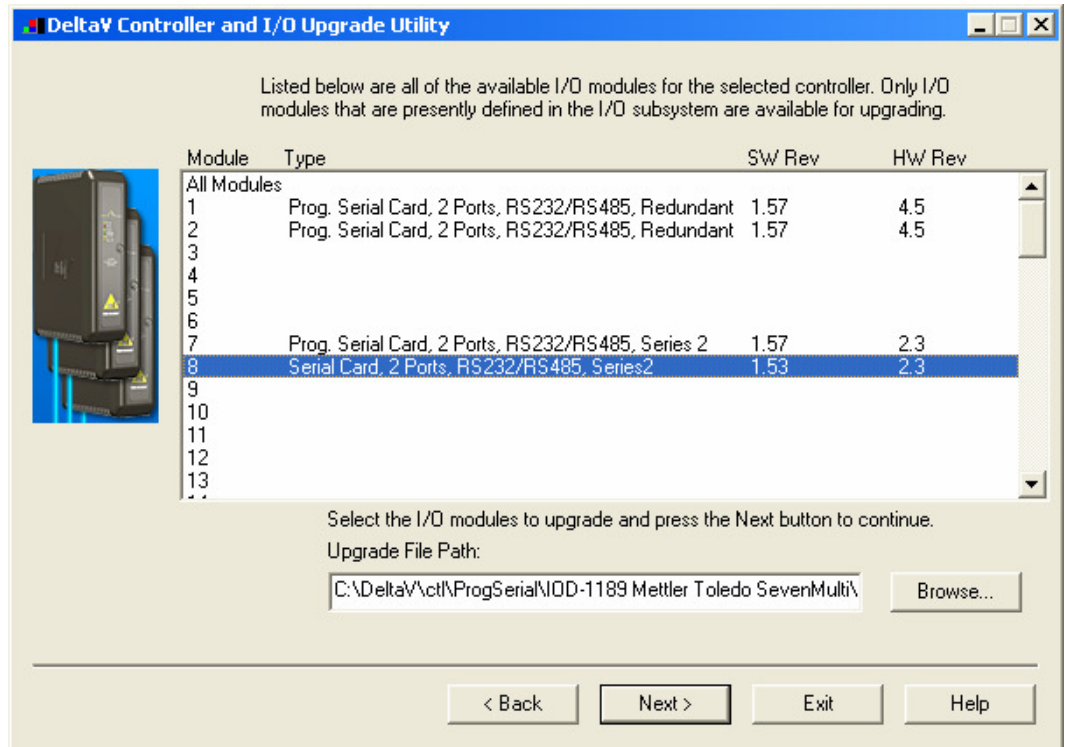 DeltaV Controller and I/O Upgrade Utility
Listed below are all of the available I/O modules for the selected controller. Only I/O
modules that are presently defined in the I/O subsystem are available for upgrading.
Module Type SW Rev HW Rev
All Modules
1 Prog. Serial Card, 2 Ports, RS232/RS485, Redundant 1.57 4.5
2 Prog. Serial Card, 2 Ports, RS232/RS485, Redundant 1.57 4.5
3
4
5
6
7 Prog. Serial Card, 2 Ports, RS232/RS485, Series 2 1.57 2.3
8 Serial Card, 2 Ports, RS232/RS485, Series2 1.53 2.3
9
10
11
12
13
Select the I/O modules to upgrade and press the Next button to continue.
Upgrade File Path:
C:\DeltaV\ctl\ProgSerial\IOD-1189 Mettler Toledo SevenMulti\
Browse...
< Back Next > Exit Help